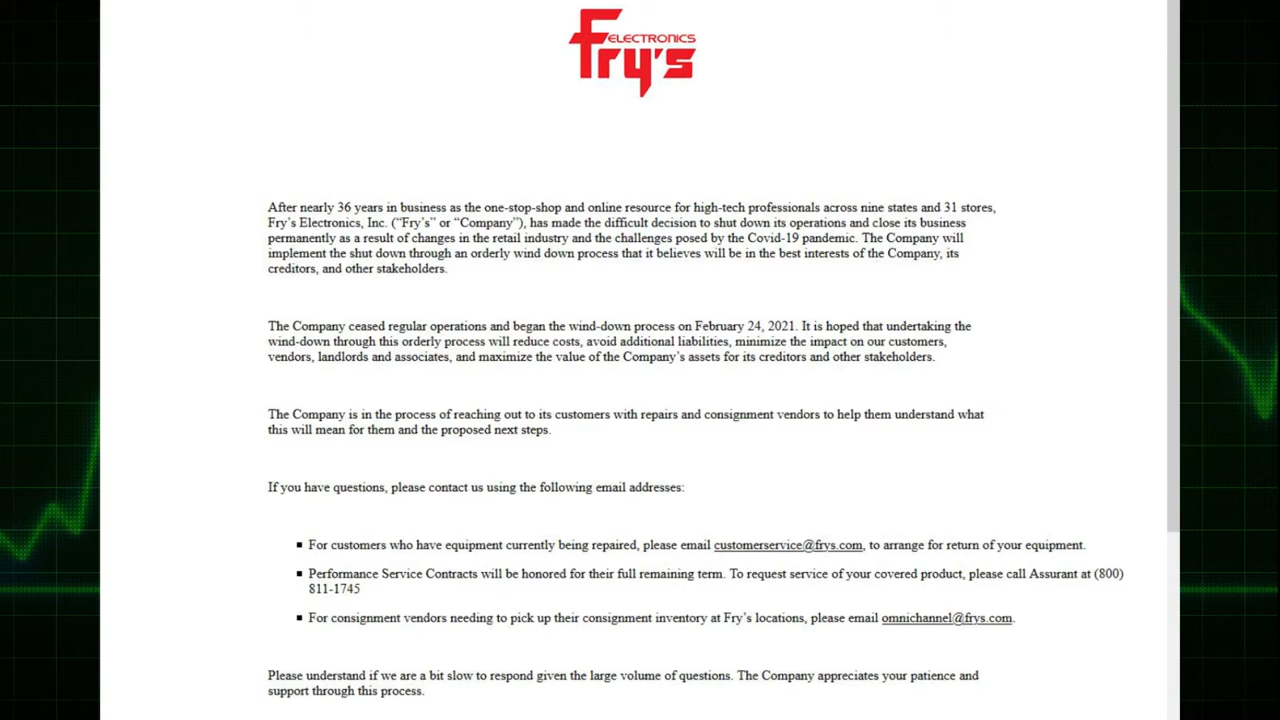 ELECTRONICS
Fry's
After nearly 36 years in business as the one-stop-shop and online resource for high-tech professionals across nine states and 31 stores,
Fry’s Electronics, Inc. (“Fry’s” or “Company”), has made the difficult decision to shut down its operations and close its business
permanently as a result of changes in the retail industry and the challenges posed by the Covid-19 pandemic. The Company will
implement the shut down through an orderly wind down process that it believes will be in the best interests of the Company, its
creditors, and other stakeholders.
The Company ceased regular operations and began the wind-down process on February 24, 2021. It is hoped that undertaking the
wind-down through this orderly process will reduce costs, avoid additional liabilities, minimize the impact on our customers,
vendors, landlords and associates, and maximize the value of the Company’s assets for its creditors and other stakeholders.
The Company is in the process of reaching out to its customers with repairs and consignment vendors to help them understand what
this will mean for them and the proposed next steps.
If you have questions, please contact us using the following email addresses:
▪ For customers who have equipment currently being repaired, please email customerservice@frys.com, to arrange for return of your equipment.
▪ Performance Service Contracts will be honored for their full remaining term. To request service of your covered product, please call Assurant at (800)
811-1745
▪ For consignment vendors needing to pick up their consignment inventory at Fry’s locations, please email omnichannel@frys.com.
Please understand if we are a bit slow to respond given the large volume of questions. The Company appreciates your patience and
support through this process.